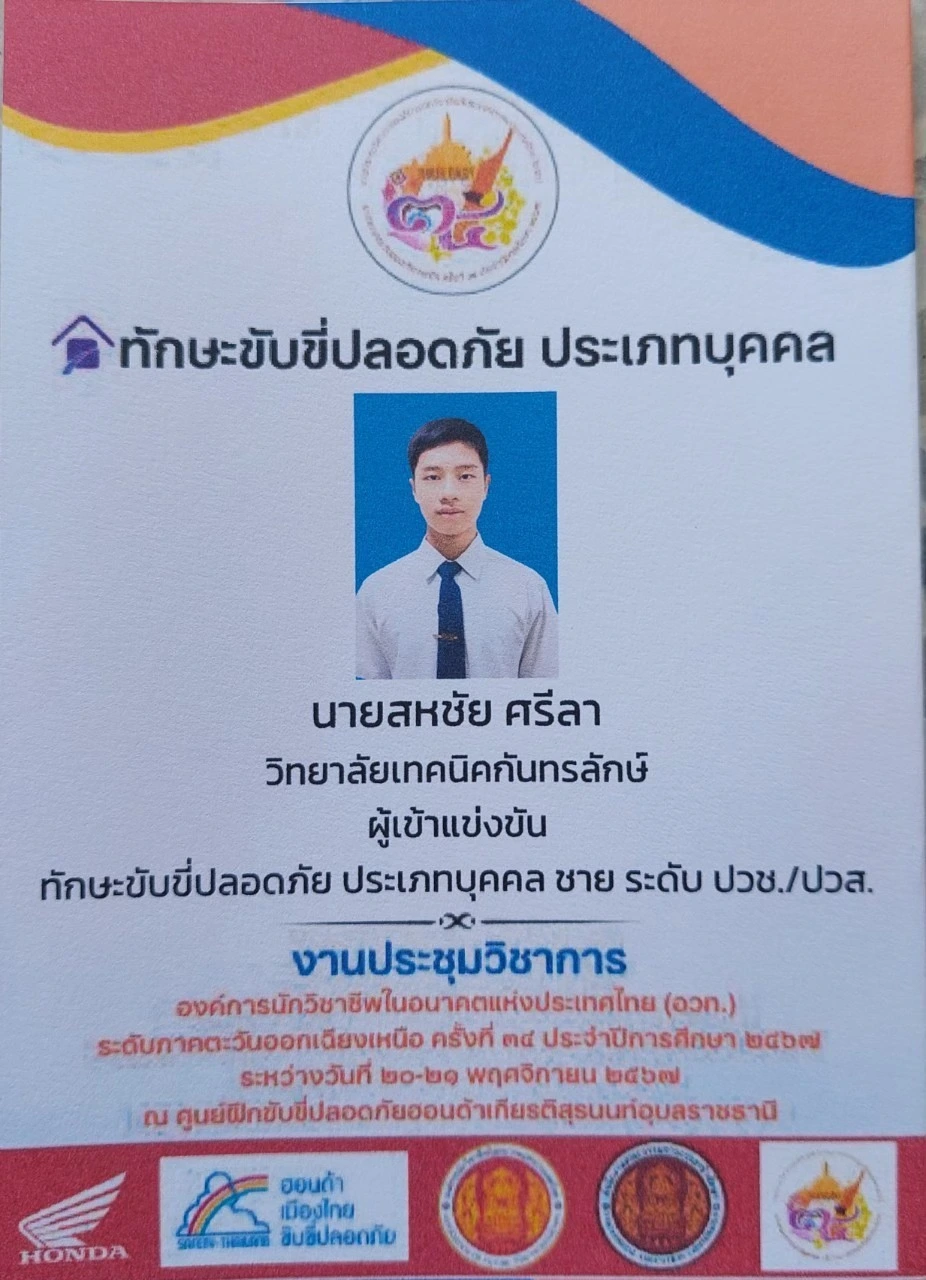 ทักษะขับขี่ปลอดภัย ประเภทบุคคล
นายสหชัย ศรีลา
วิทยาลัยเทคนิคกันทรลักษ์
ผู้เข้าแข่งขัน
ทักษะขับขี่ปลอดภัย ประเภทบุคคล ชาย ระดับ ปวช./ปวส.
งานประชุมวิชาการ
องค์การนักวิชาชีพในอนาคตแห่งประเทศไทย (อวท.)
ระดับภาคตะวันออกเฉียงเหนือ ครั้งที่ ๓๔ ประจำปีการศึกษา ๒๕๖๗
ระหว่างวันที่ ๒๐-๒๑ พฤศจิกายน ๒๕๖๗
ณ ศูนย์ฝึกขับขี่ปลอดภัยฮอนด้าเกียรติสุรนนท์อุบลราชธานี
HONDA
SAFETY THAILAND
ฮอนด้า
เมืองไทย
ขับขี่ปลอดภัย